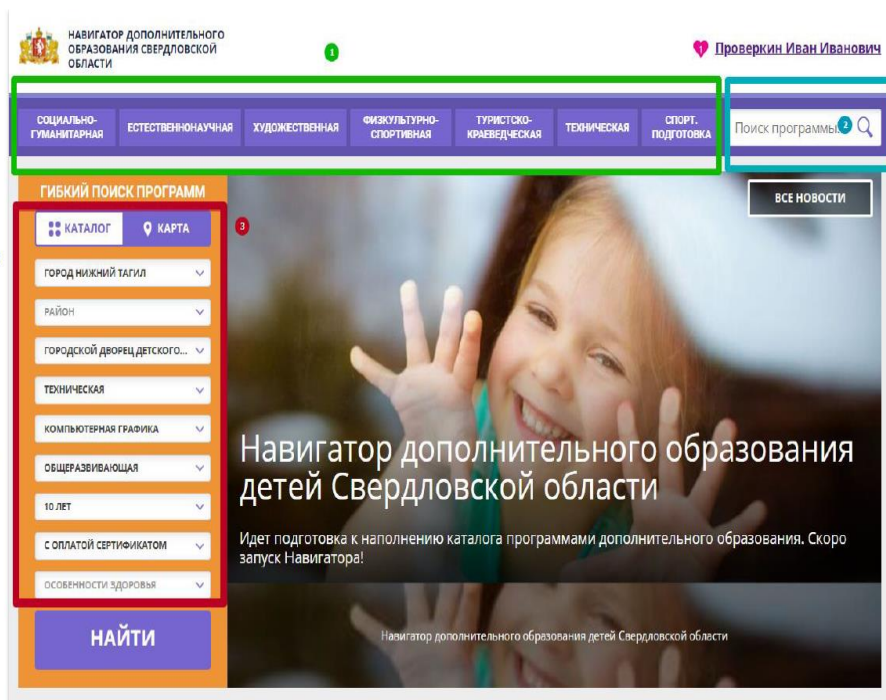 НАВИГАТОР ДОПОЛНИТЕЛЬНОГО
ОБРАЗОВАНИЯ СВЕРДЛОВСКОЙ
ОБЛАСТИ
1
1 Проверкин Иван Иванович
СОЦИАЛЬНО-
ГУМАНИТАРНАЯ
ЕСТЕСТВЕННОНАУЧНАЯ
ХУДОЖЕСТВЕННАЯ
ФИЗКУЛЬТУРНО-
СПОРТИВНАЯ
ТУРИСТСКО-
КРАЕВЕДЧЕСКАЯ
ТЕХНИЧЕСКАЯ
СПОРТ.
ПОДГОТОВКА
Поиск программы 2
ГИБКИЙ ПОИСК ПРОГРАММ
КАТАЛОГ КАРТА
3
ВСЕ НОВОСТИ
ГОРОД НИЖНИЙ ТАГИЛ
РАЙОН
ГОРОДСКОЙ ДВОРЕЦ ДЕТСКОГО...
ТЕХНИЧЕСКАЯ
КОМПЬЮТЕРНАЯ ГРАФИКА
ОБЩЕРАЗВИВАЮЩАЯ
10 ЛЕТ
С ОПЛАТОЙ СЕРТИФИКАТОМ
ОСОБЕННОСТИ ЗДОРОВЬЯ
НАЙТИ
Навигатор дополнительного образования
детей Свердловской области
Идет подготовка к наполнению каталога программами дополнительного образования. Скоро
запуск Навигатора!
Навигатор дополнительного образования детей Свердловской области